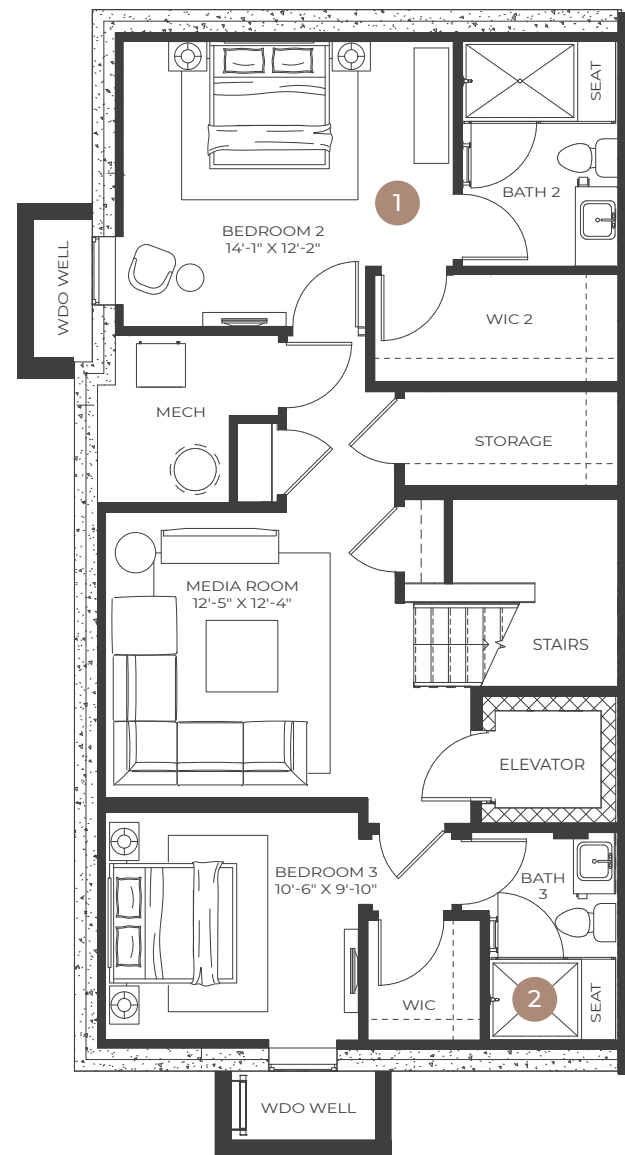 SEAT
1
BATH 2
BEDROOM 2
14'-1" X 12'-2"
WDO WELL
WIC 2
MECH
STORAGE
MEDIA ROOM
12'-5" X 12'-4"
STAIRS
ELEVATOR
BEDROOM 3
10'-6" X 9'-10"
BATH
3
WIC
2
SEAT
WDO WELL